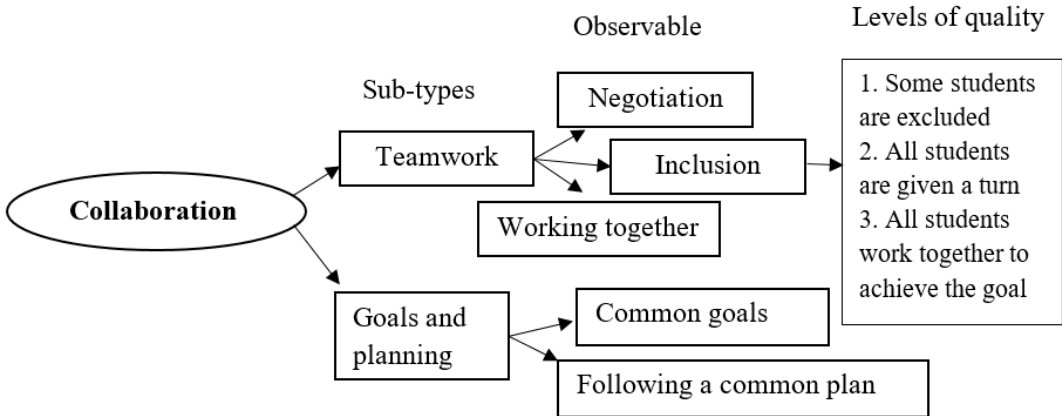 Levels of quality
Observable
Sub-types
Negotiation
1. Some students
are excluded
2. All students
are given a turn
3. All students
work together to
achieve the goal
Teamwork
Inclusion
Collaboration
Working together
Goals and
planning
Common goals
Following a common plan